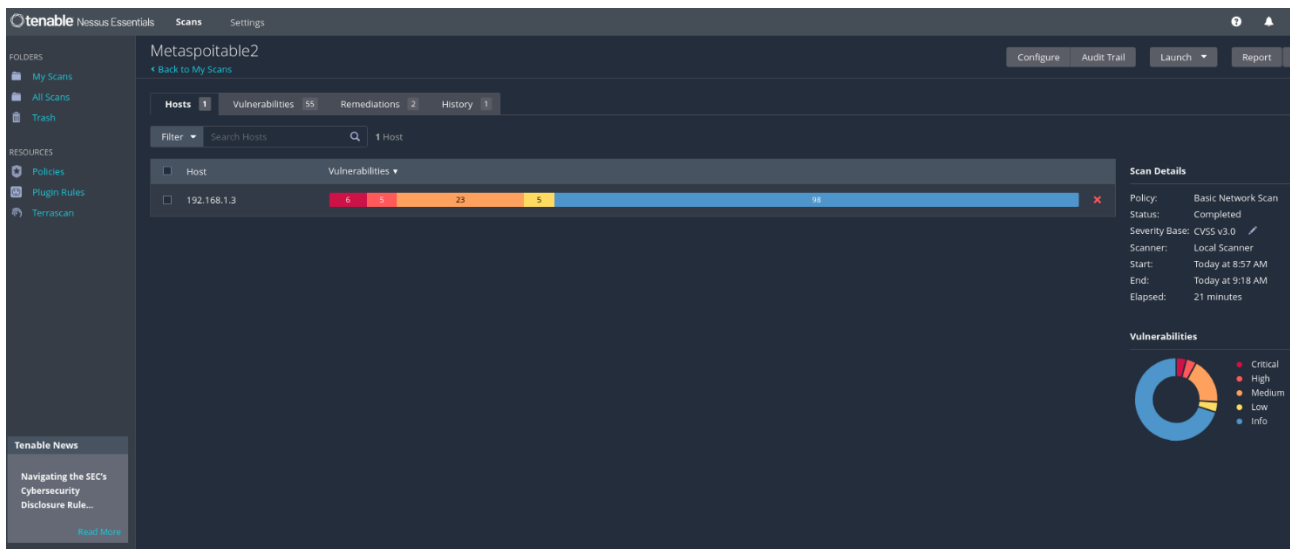 tenable Nessus Essentials Scans Settings
FOLDERS
My Scans
All Scans
Trash
RESOURCES
Policies
Plugin Rules
Terrascan
Tenable News
Navigating the SEC's
Cybersecurity
Disclosure Rule...
Read More
Metaspoitable2
Back to My Scans
Configure Audit Trail Launch Report
Hosts 1 Vulnerabilities 55 Remediations 2 History 1
Filter Search Hosts 1 Host
Host Vulnerabilities
192.168.1.3 6 5 23 5 98
Scan Details
Policy: Basic Network Scan
Status: Completed
Severity Base: CVSS v3.0
Scanner: Local Scanner
Start: Today at 8:57 AM
End: Today at 9:18 AM
Elapsed: 21 minutes
Vulnerabilities
Critical
High
Medium
Low
Info